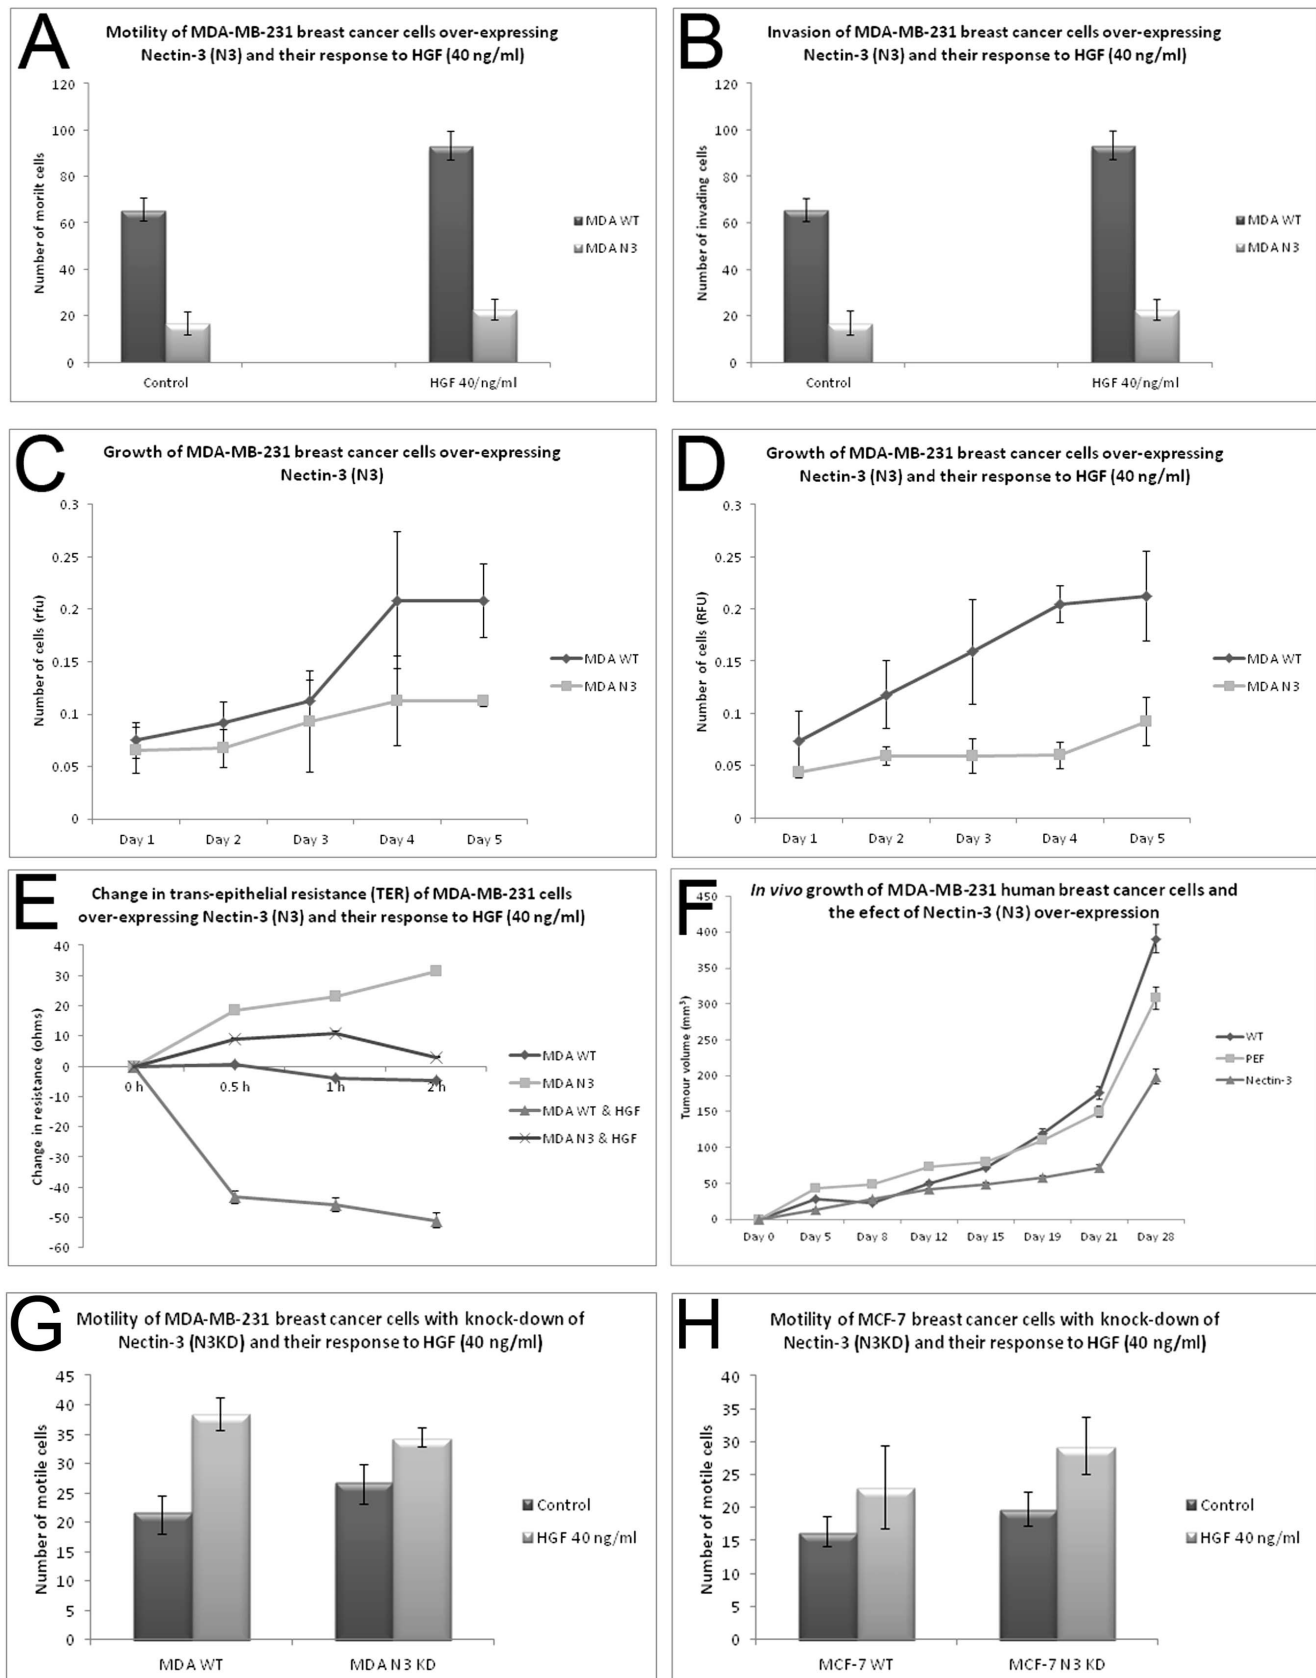 A
Motility of MDA-MB-231 breast cancer cells over-expressing
Nectin-3 (N3) and their response to HGF (40 ng/ml)
Number of morilt cells
120
100
80
60
40
20
0
Control
HGF 40/ng/ml
MDA WT
MDA N3
B
Invasion of MDA-MB-231 breast cancer cells over-expressing
Nectin-3 (N3) and their response to HGF (40 ng/ml)
Number of invading cells
120
100
80
60
40
20
0
Control
HGF 40/ng/ml
MDA WT
MDA N3
C
Growth of MDA-MB-231 breast cancer cells over-expressing
Nectin-3 (N3)
Number of cells (rfu)
0.3
0.25
0.2
0.15
0.1
0.05
0
Day 1
Day 2
Day 3
Day 4
Day 5
MDA WT
MDA N3
D
Growth of MDA-MB-231 breast cancer cells over-expressing
Nectin-3 (N3) and their response to HGF (40 ng/ml)
Number of cells (RFU)
0.3
0.25
0.2
0.15
0.1
0.05
0
Day 1
Day 2
Day 3
Day 4
Day 5
MDA WT
MDA N3
E
Change in trans-epithelial resistance (TER) of MDA-MB-231 cells
over-expressing Nectin-3 (N3) and their response to HGF (40 ng/ml)
Change in resistance (ohms)
40
30
20
10
0
-10
-20
-30
-40
-50
-60
0 h
0.5 h
1 h
2 h
MDA WT
MDA N3
MDA WT & HGF
MDA N3 & HGF
F
In vivo growth of MDA-MB-231 human breast cancer cells and
the efect of Nectin-3 (N3) over-expression
Tumour volume (mm³)
450
400
350
300
250
200
150
100
50
0
Day 0
Day 5
Day 8
Day 12
Day 15
Day 19
Day 21
Day 28
WT
PEF
Nectin-3
G
Motility of MDA-MB-231 breast cancer cells with knock-down of
Nectin-3 (N3KD) and their response to HGF (40 ng/ml)
Number of motile cells
45
40
35
30
25
20
15
10
5
0
MDA WT
MDA N3 KD
Control
HGF 40 ng/ml
H
Motility of MCF-7 breast cancer cells with knock-down of
Nectin-3 (N3KD) and their response to HGF (40 ng/ml)
Number of motile cells
40
35
30
25
20
15
10
5
0
MCF-7 WT
MCF-7 N3 KD
Control
HGF 40 ng/ml